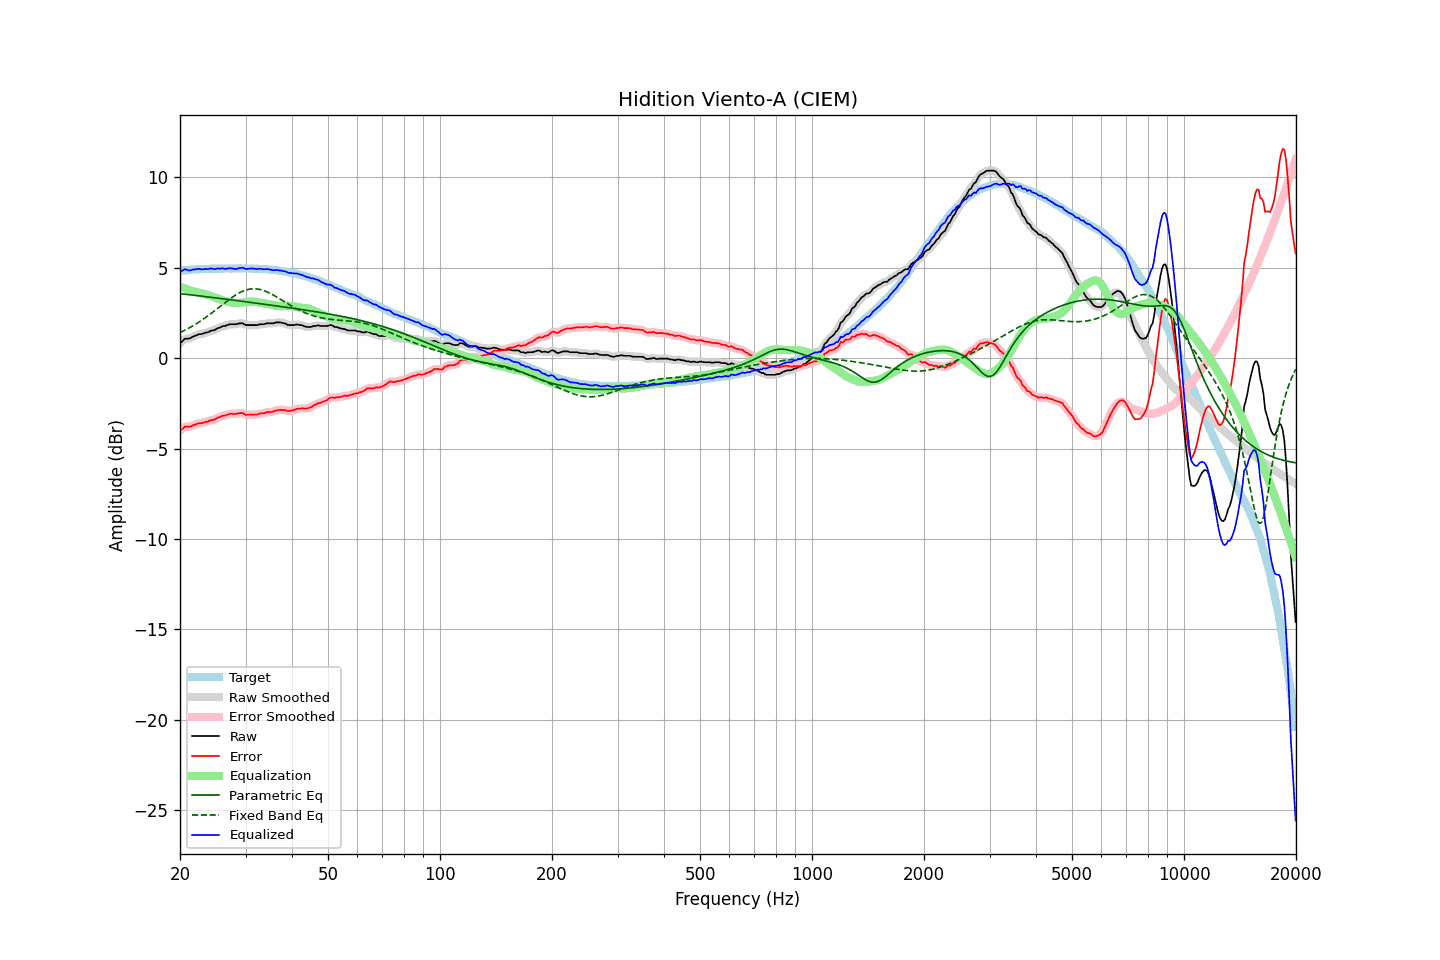 Hidition Viento-A (CIEM)
Amplitude (dBr)
10
5
0
−5
−10
−15
−20
−25
Target
Raw Smoothed
Error Smoothed
Raw
Error
Equalization
Parametric Eq
Fixed Band Eq
Equalized
20 50 100 200 500 1000 2000 5000 10000 20000
Frequency (Hz)